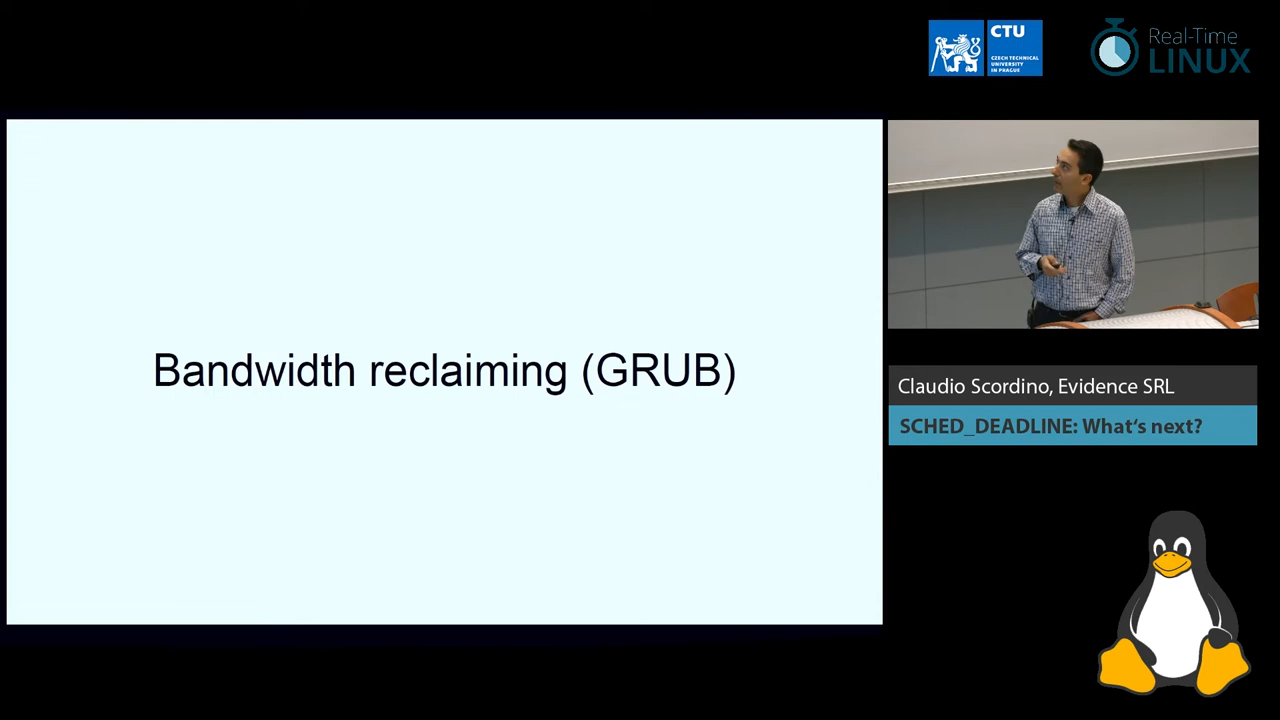 CTU
CZECH TECHNICAL
UNIVERSITY
IN PRAGUE
Real-Time
LINUX
Bandwidth reclaiming (GRUB)
Claudio Scordino, Evidence SRL
SCHED_DEADLINE: What's next?